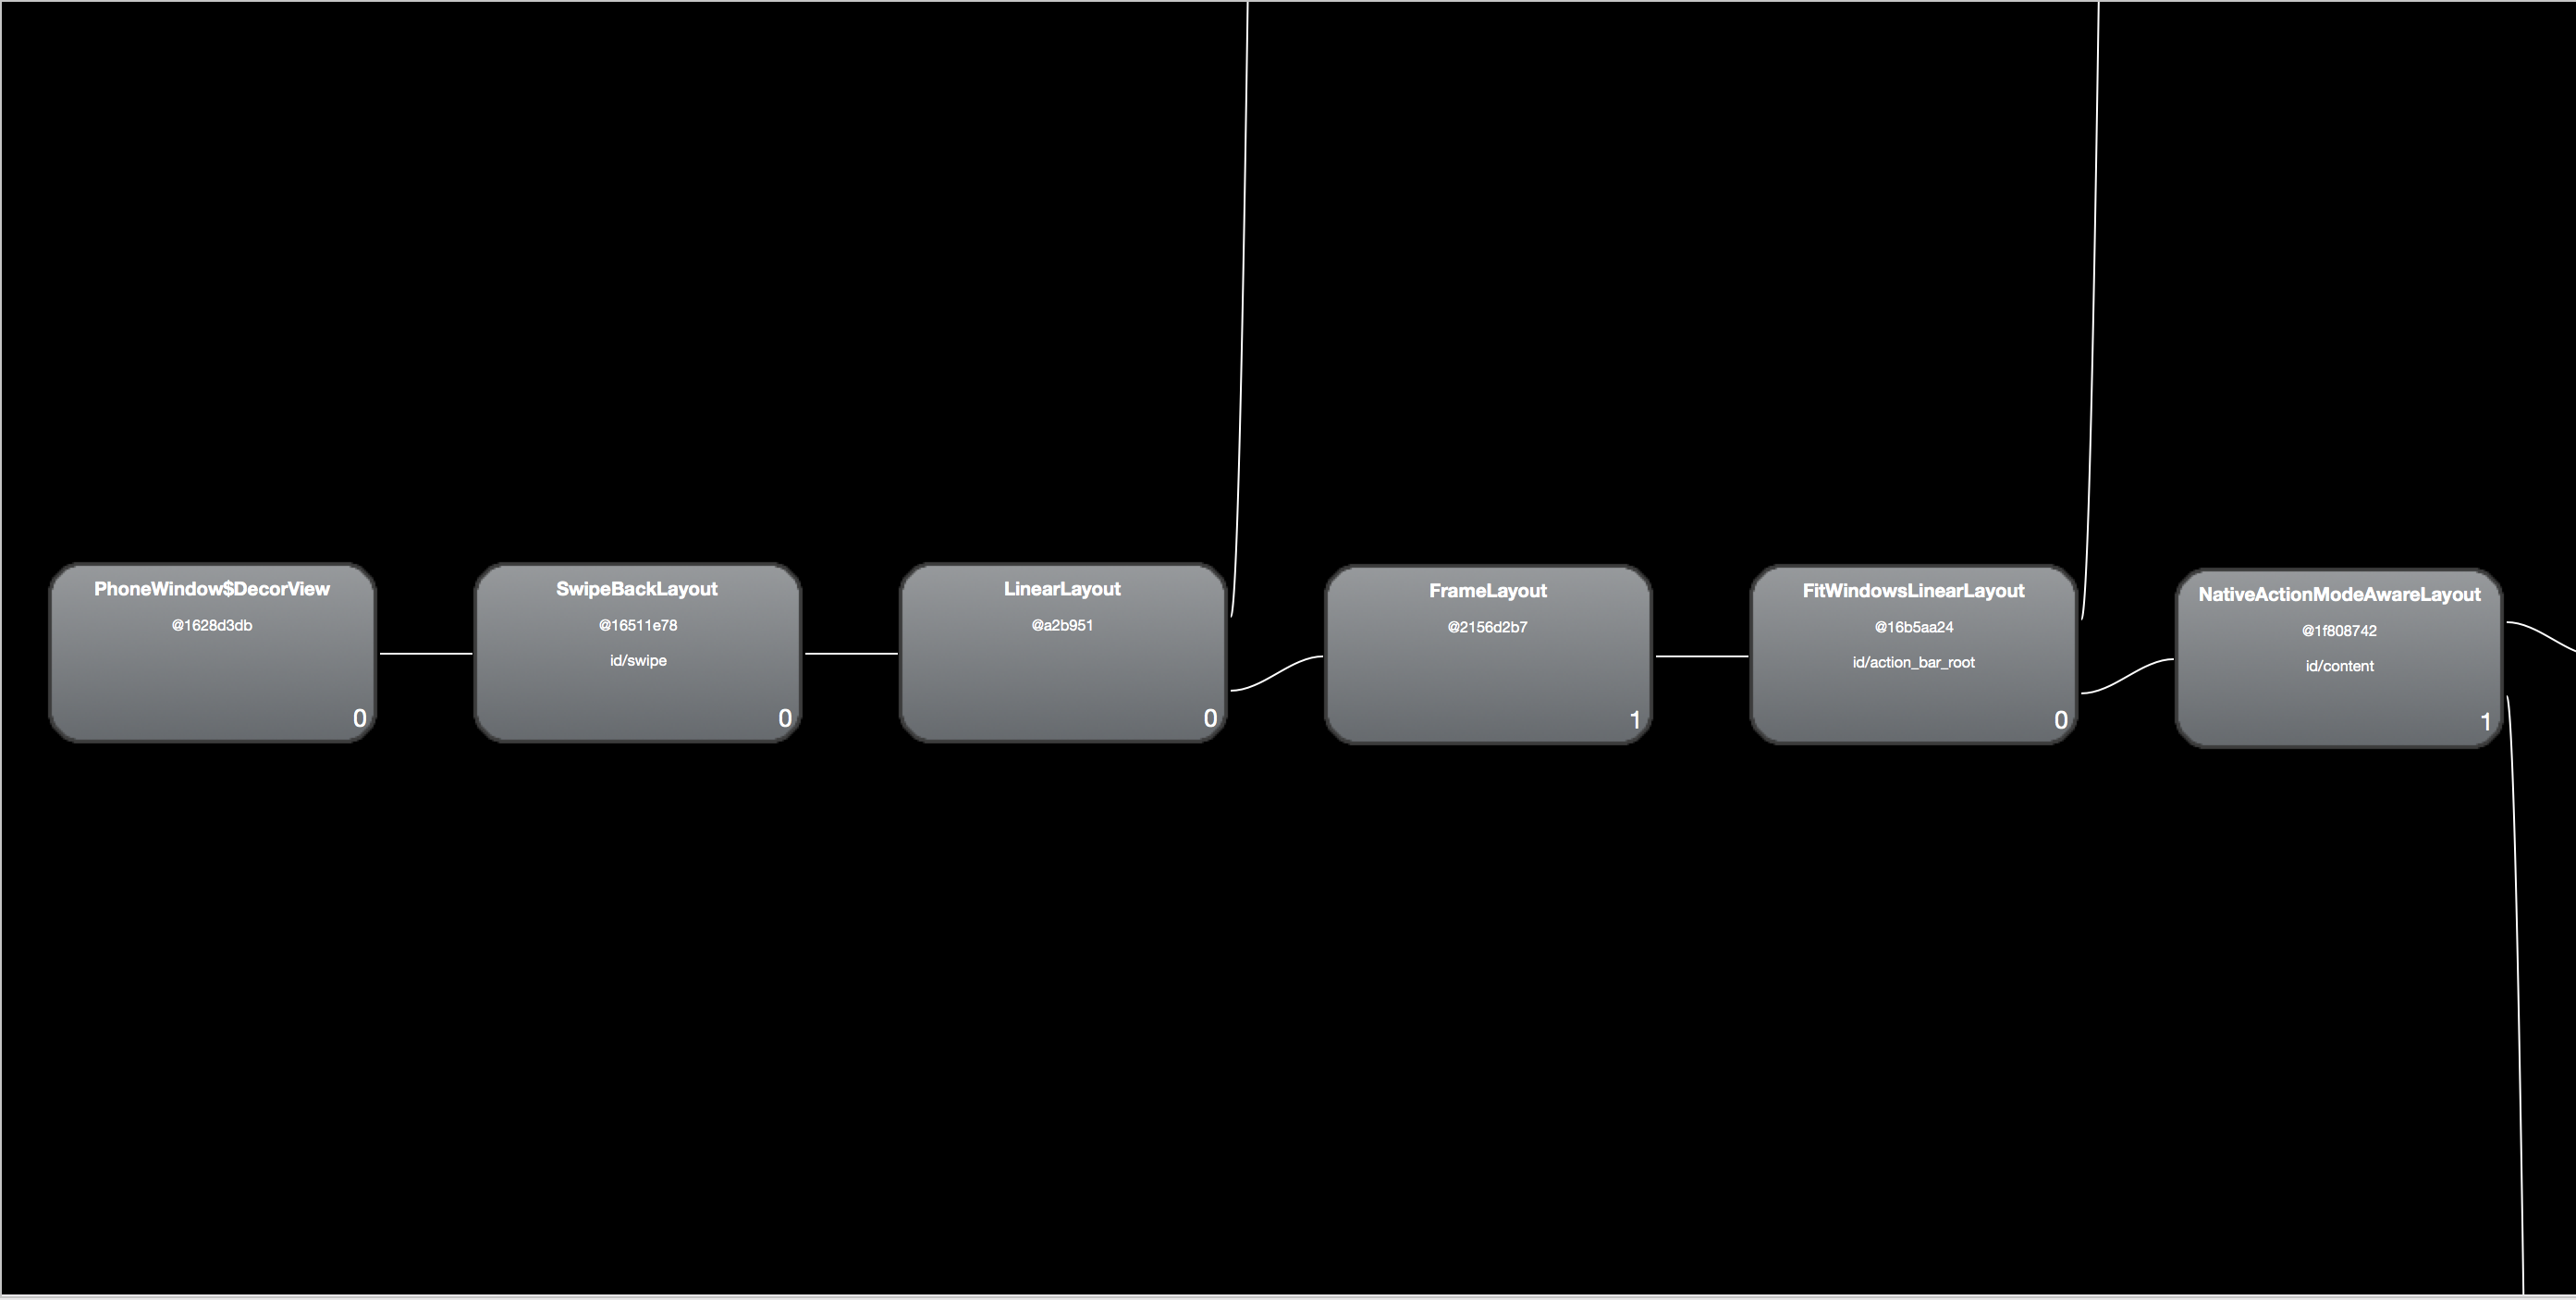 PhoneWindow$DecorView
@1628d3db
0
SwipeBackLayout
@16511e78
id/swipe
0
LinearLayout
@a2b951
0
FrameLayout
@2156d2b7
1
FitWindowsLinearLayout
@16b5aa24
id/action_bar_root
0
NativeActionModeAwareLayout
@1f808742
id/content
1